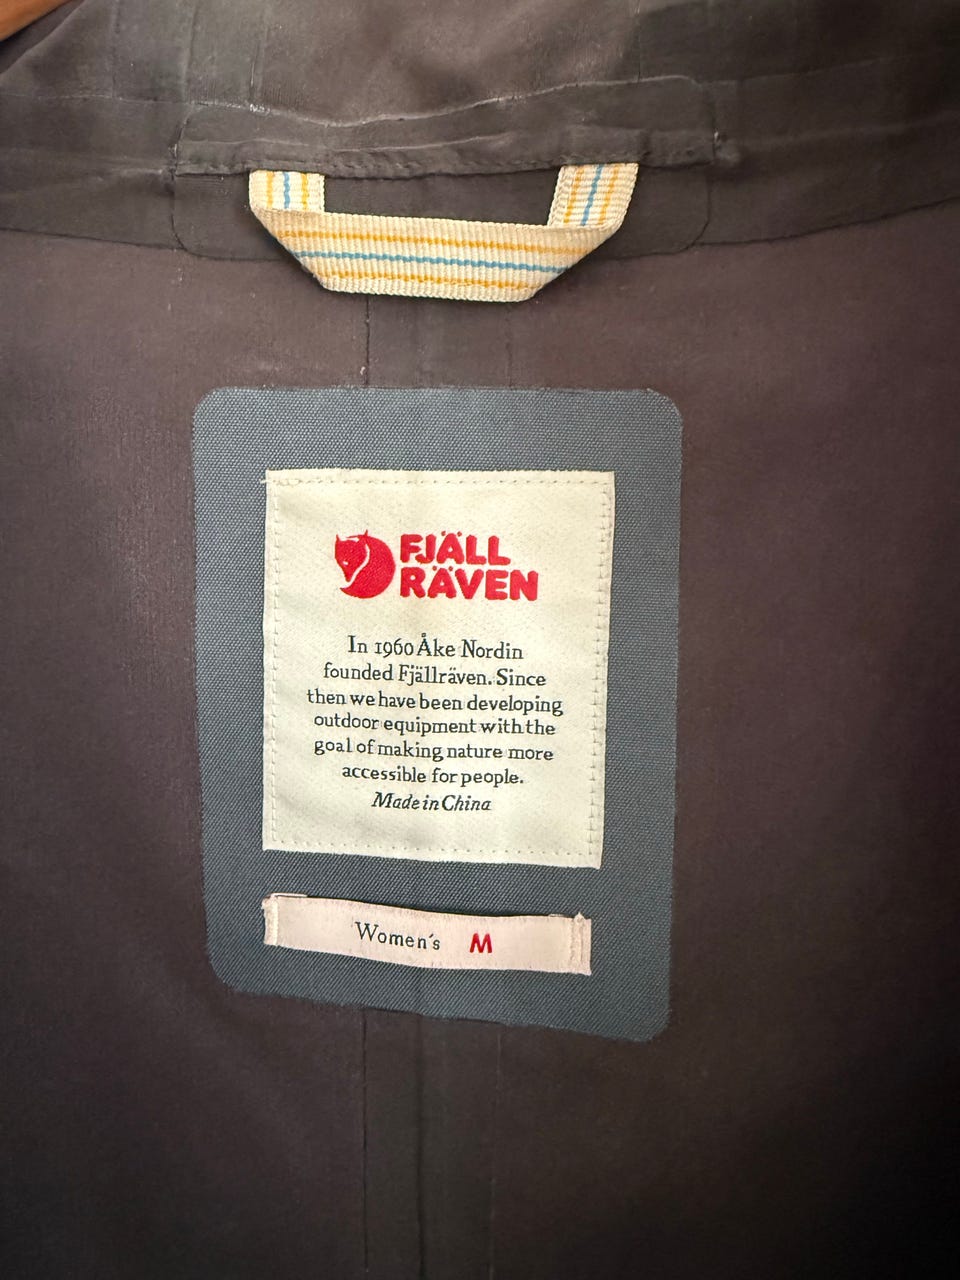 FJÄLL
RÄVEN
In 1960 Åke Nordin
founded Fjällräven. Since
then we have been developing
outdoor equipment with the
goal of making nature more
accessible for people.
Made in China
Women's M